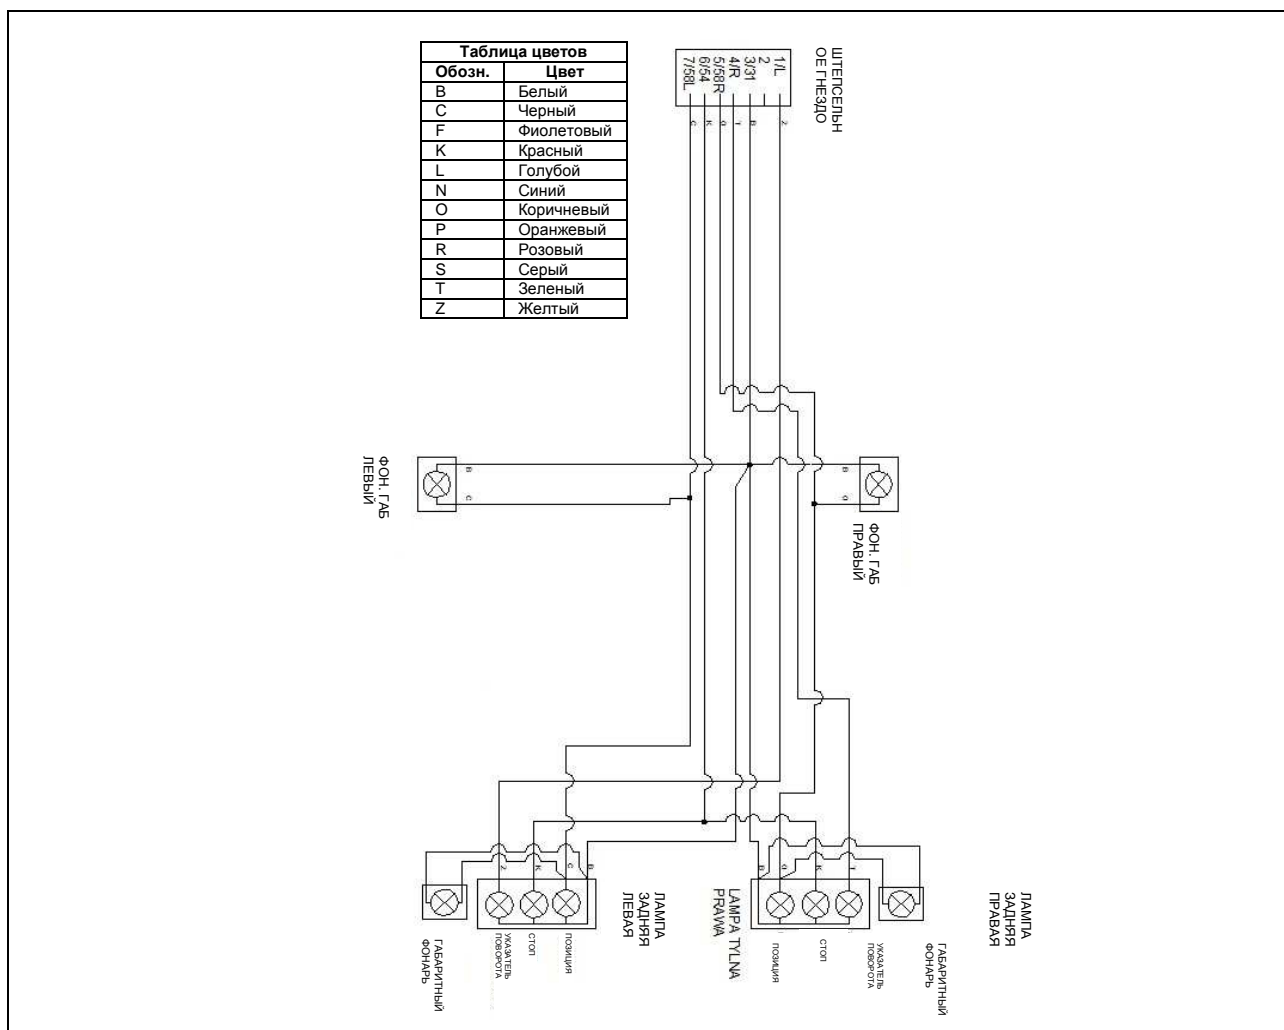 Таблица цветов
Обозн. Цвет
B Белый
C Черный
F Фиолетовый
K Красный
L Голубой
N Синий
O Коричневый
P Оранжевый
R Розовый
S Серый
T Зеленый
Z Желтый
ШТЕПСЕЛЬН
ОЕ ГНЕЗДО
1/L
2
3/31
4/R
5/58R
6/54
7/58L
C
K
O
T
B
Z
ФОН. ГАБ
ЛЕВЫЙ
B
C
B
O
ФОН. ГАБ
ПРАВЫЙ
Z
K
C
B
B
O
K
T
ГАБАРИТНЫЙ
ФОНАРЬ
УКАЗАТЕЛЬ
ПОВОРОТА
СТОП
ПОЗИЦИЯ
ЛАМПА
ЗАДНЯЯ
ЛЕВАЯ
LAMPA TYLNA
PRAWA
ПОЗИЦИЯ
СТОП
УКАЗАТЕЛЬ
ПОВОРОТА
ГАБАРИТНЫЙ
ФОНАРЬ
ЛАМПА
ЗАДНЯЯ
ПРАВАЯ